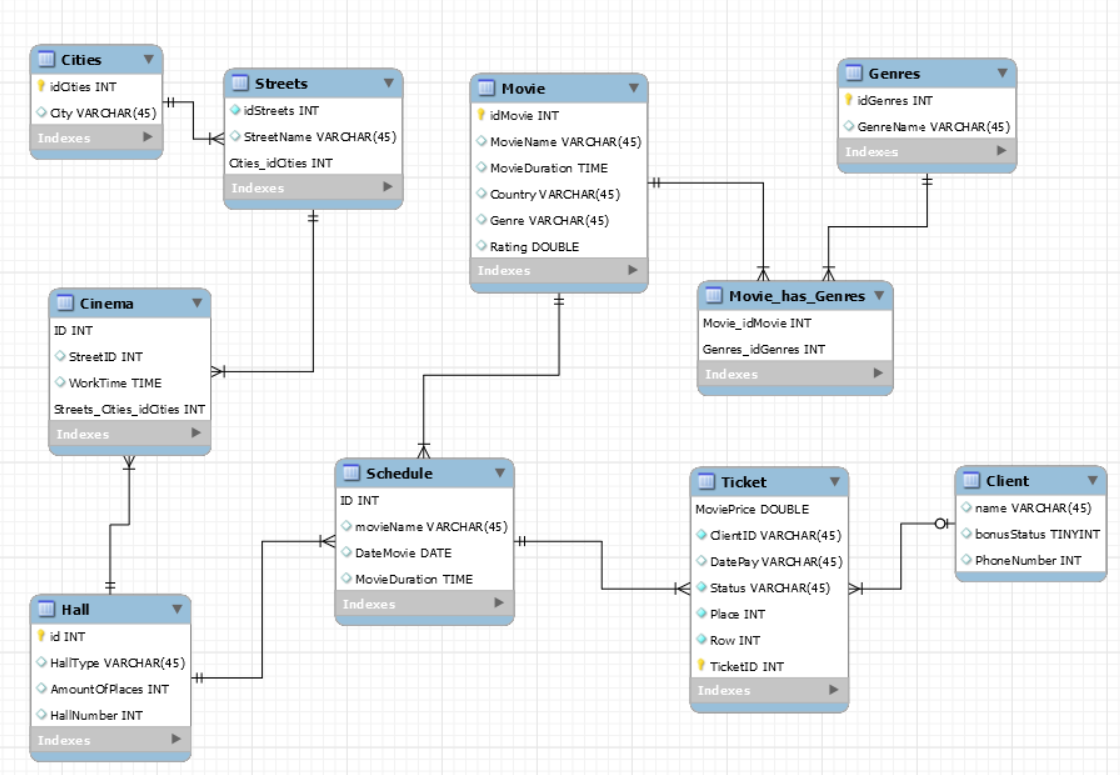 Cities
idCities INT
City VARCHAR(45)
Indexes
Streets
idStreets INT
StreetName VARCHAR(45)
Cities_idCities INT
Indexes
Movie
idMovie INT
MovieName VARCHAR(45)
MovieDuration TIME
Country VARCHAR(45)
Genre VARCHAR(45)
Rating DOUBLE
Indexes
Genres
idGenres INT
GenreName VARCHAR(45)
Indexes
Cinema
ID INT
StreetID INT
WorkTime TIME
Streets_Cities_idCities INT
Indexes
Movie_has_Genres
Movie_idMovie INT
Genres_idGenres INT
Indexes
Schedule
ID INT
movieName VARCHAR(45)
DateMovie DATE
MovieDuration TIME
Indexes
Ticket
MoviePrice DOUBLE
ClientID VARCHAR(45)
DatePay VARCHAR(45)
Status VARCHAR(45)
Place INT
Row INT
TicketID INT
Indexes
Client
name VARCHAR(45)
bonusStatus TINYINT
PhoneNumber INT
Hall
id INT
HallType VARCHAR(45)
AmountOfPlaces INT
HallNumber INT
Indexes